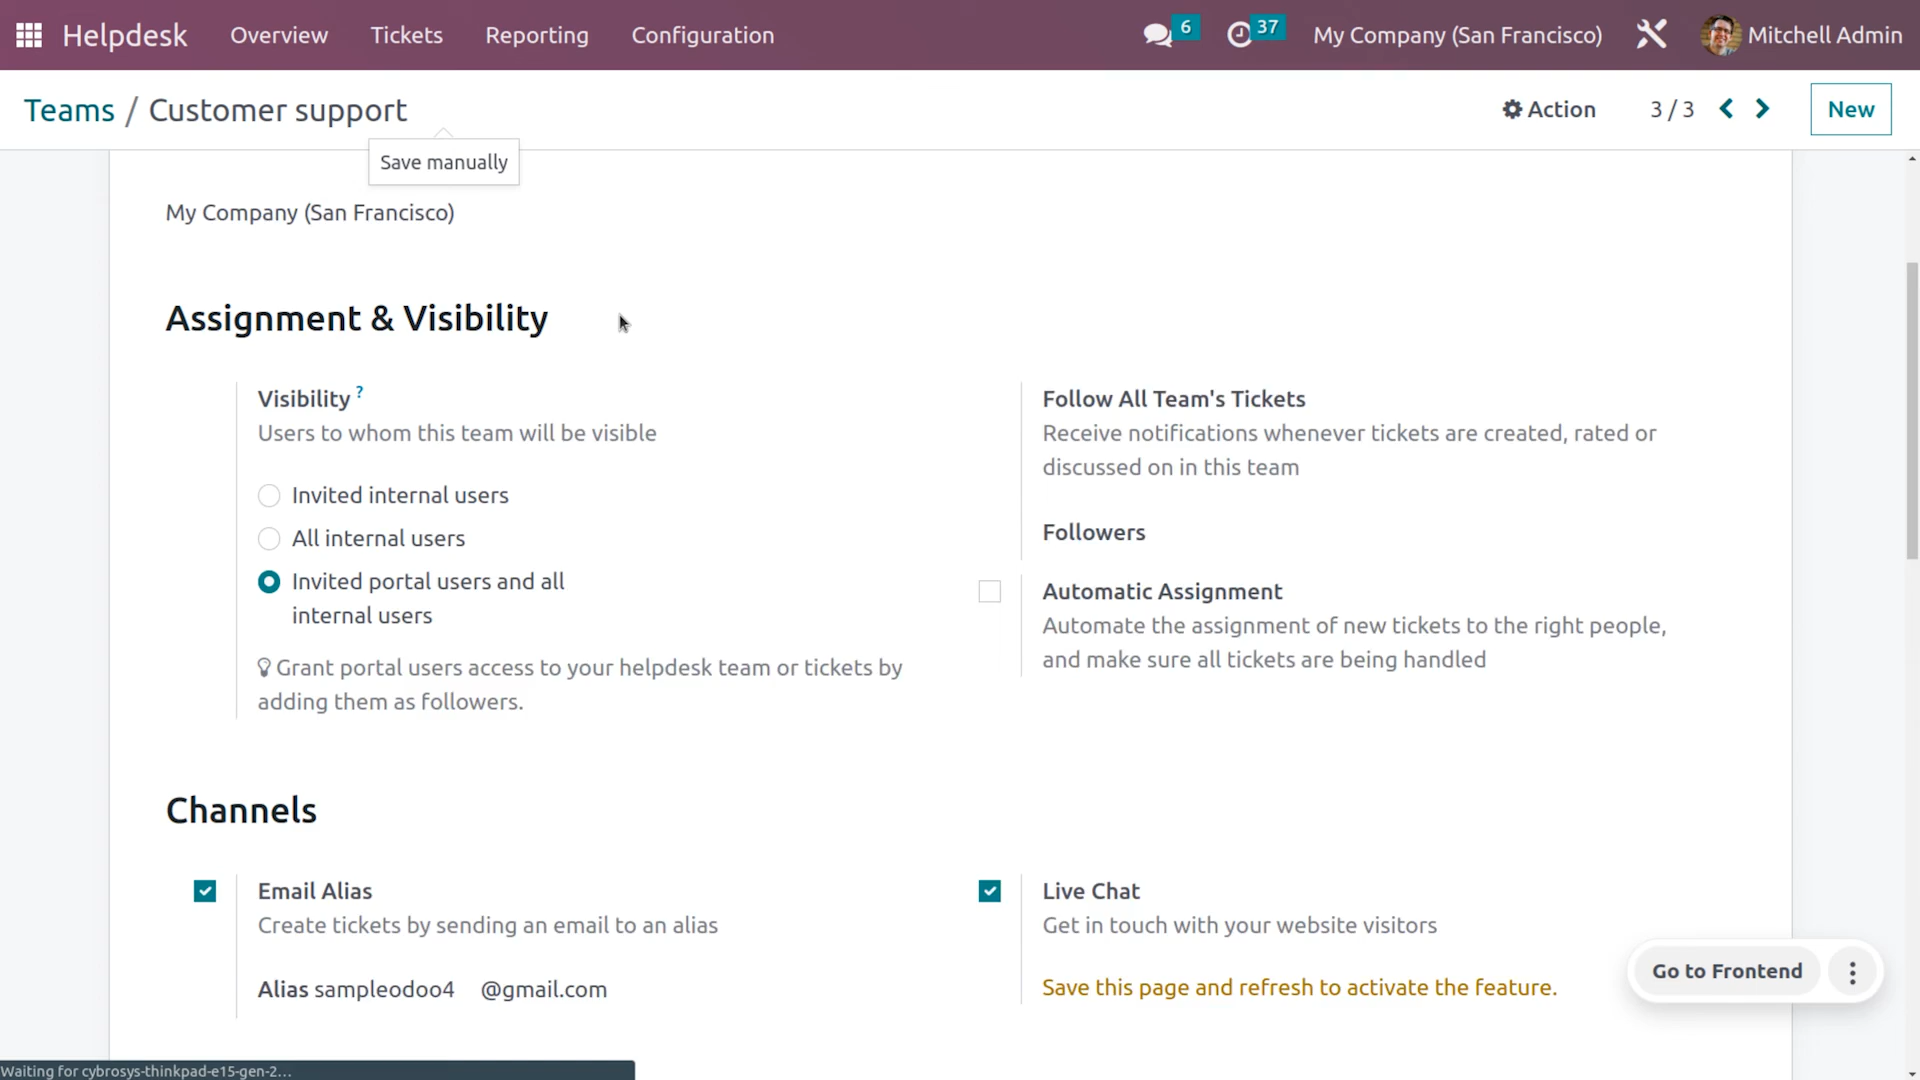 Helpdesk Overview Tickets Reporting Configuration 6 37 My Company (San Francisco) Mitchell Admin
Teams / Customer support Action 3 / 3 New
Save manually
My Company (San Francisco)
Assignment & Visibility
Visibility ?
Users to whom this team will be visible
Invited internal users
All internal users
Invited portal users and all
internal users
Grant portal users access to your helpdesk team or tickets by
adding them as followers.
Follow All Team's Tickets
Receive notifications whenever tickets are created, rated or
discussed on in this team
Followers
Automatic Assignment
Automate the assignment of new tickets to the right people,
and make sure all tickets are being handled
Channels
Email Alias
Create tickets by sending an email to an alias
Alias sampleodoo4 @gmail.com
Live Chat
Get in touch with your website visitors
Save this page and refresh to activate the feature.
Go to Frontend
Waiting for cybrosys-thinkpad-e15-gen-2...